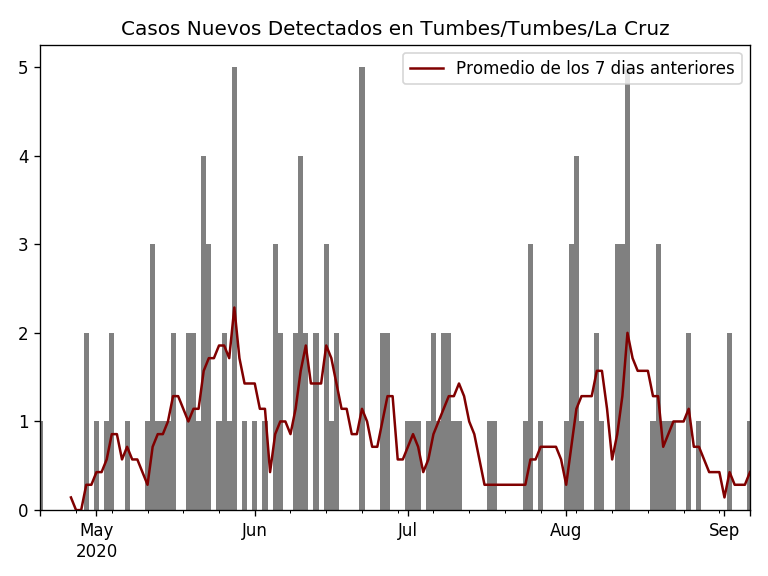 Casos Nuevos Detectados en Tumbes/Tumbes/La Cruz
Promedio de los 7 dias anteriores
5
4
3
2
1
0
May Jun Jul Aug Sep
2020